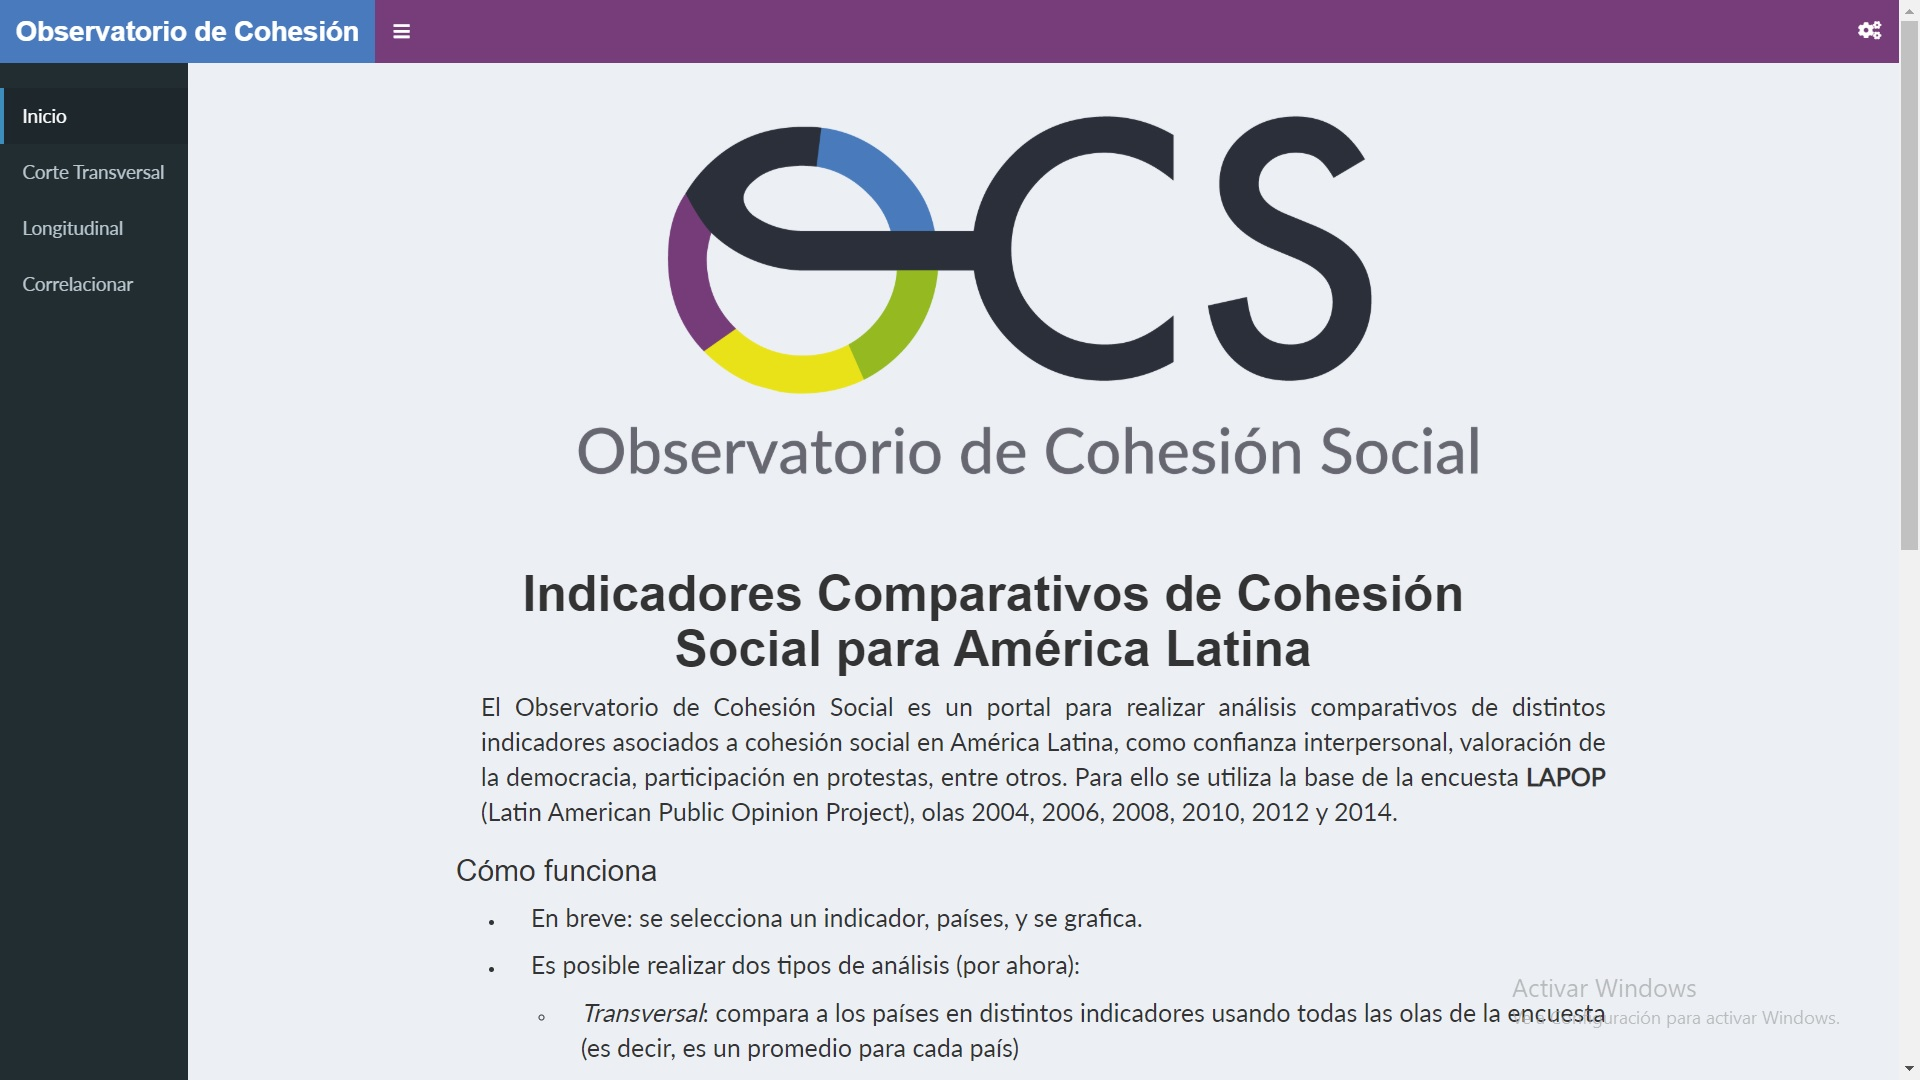 Observatorio de Cohesión
Inicio
Corte Transversal
Longitudinal
Correlacionar
OCS
Observatorio de Cohesión Social
Indicadores Comparativos de Cohesión
Social para América Latina
El Observatorio de Cohesión Social es un portal para realizar análisis comparativos de distintos
indicadores asociados a cohesión social en América Latina, como confianza interpersonal, valoración de
la democracia, participación en protestas, entre otros. Para ello se utiliza la base de la encuesta LAPOP
(Latin American Public Opinion Project), olas 2004, 2006, 2008, 2010, 2012 y 2014.
Cómo funciona
• En breve: se selecciona un indicador, países, y se grafica.
• Es posible realizar dos tipos de análisis (por ahora):
◦ Transversal: compara a los países en distintos indicadores usando todas las olas de la encuesta
(es decir, es un promedio para cada país)
Activar Windows
Ve a Configuración para activar Windows.